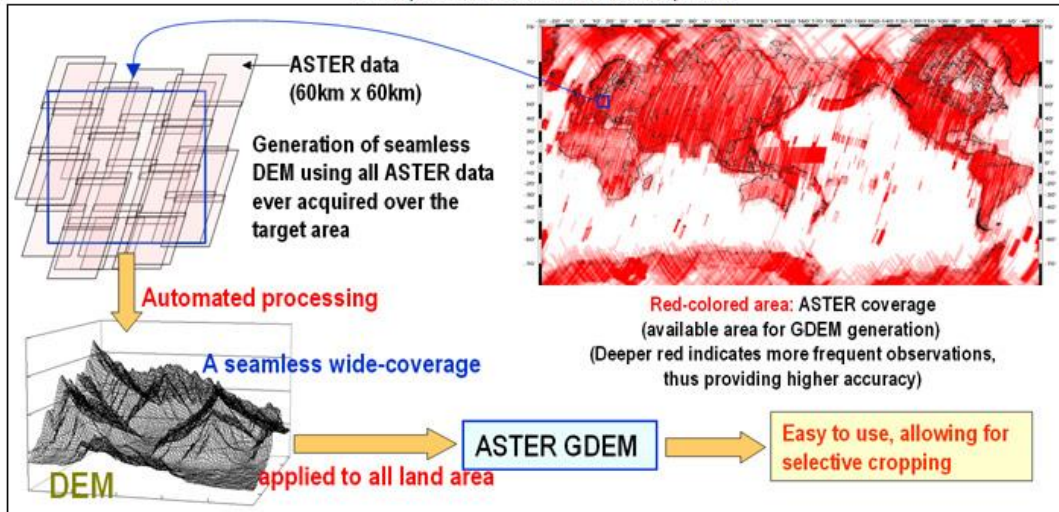 ASTER data
(60km x 60km)
Generation of seamless
DEM using all ASTER data
ever acquired over the
target area
Automated processing
A seamless wide-coverage
DEM
applied to all land area
ASTER GDEM
Easy to use, allowing for
selective cropping
Red-colored area: ASTER coverage
(available area for GDEM generation)
(Deeper red indicates more frequent observations,
thus providing higher accuracy)